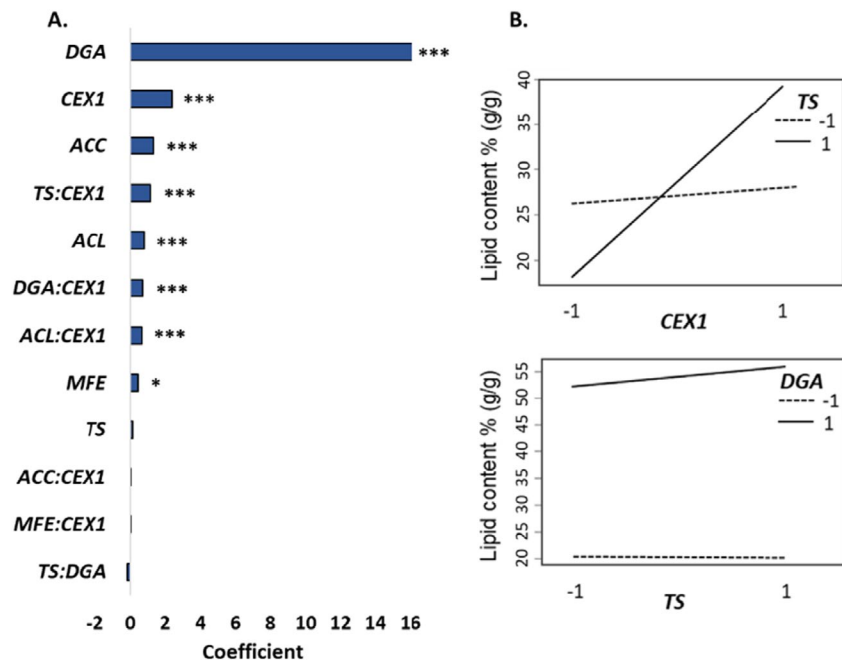 A.
DGA ***
CEX1 ***
ACC ***
TS:CEX1 ***
ACL ***
DGA:CEX1 ***
ACL:CEX1 ***
MFE *
TS
ACC:CEX1
MFE:CEX1
TS:DGA
-2 0 2 4 6 8 10 12 14 16
Coefficient
B.
Lipid content % (g/g)
40
35
30
25
20
TS
-1
1
-1 1
CEX1
Lipid content % (g/g)
55
50
45
40
35
30
25
20
DGA
-1
1
-1 1
TS